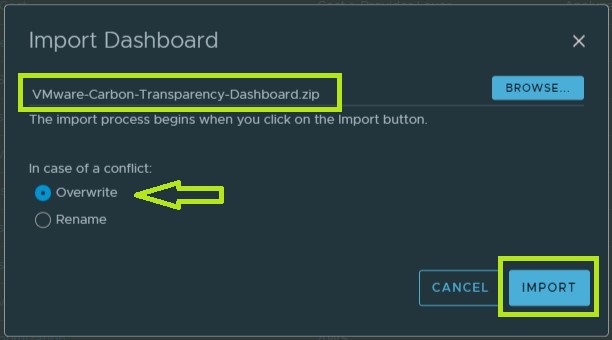 Import Dashboard
VMware-Carbon-Transparency-Dashboard.zip
BROWSE...
The import process begins when you click on the Import button.
In case of a conflict:
Overwrite
Rename
CANCEL
IMPORT